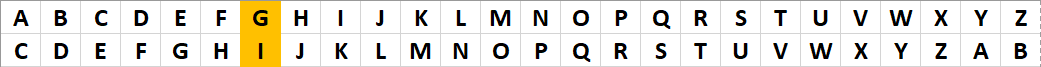 A B C D E F G H I J K L M N O P Q R S T U V W X Y Z
C D E F G H I J K L M N O P Q R S T U V W X Y Z A B